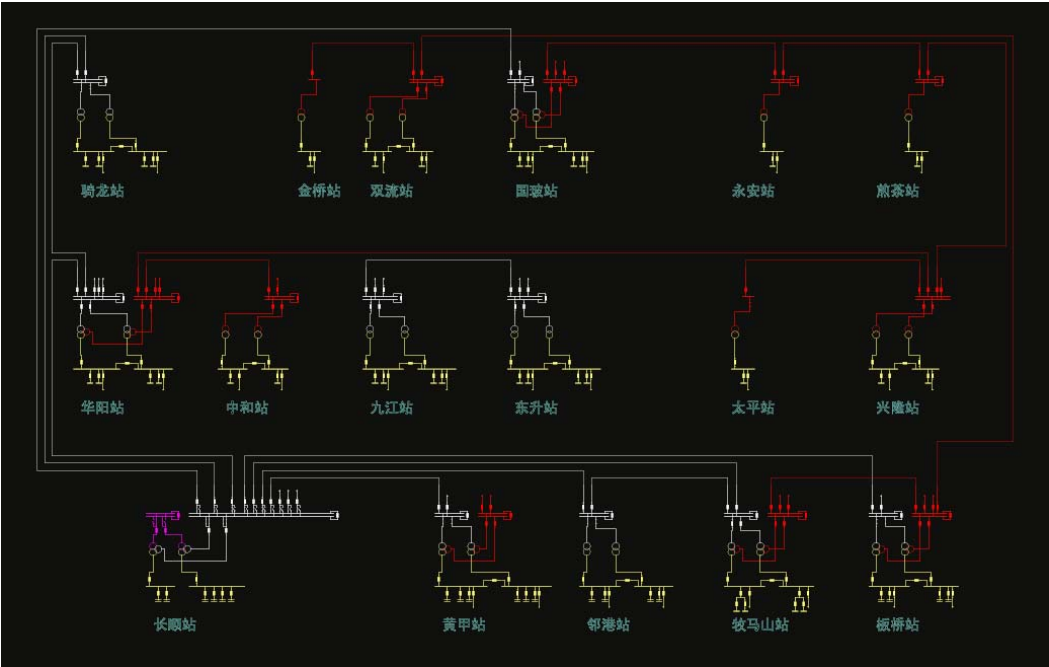 骑龙站 金桥站 双流站 国玻站 永安站 煎茶站
华阳站 中和站 九江站 东升站 太平站 兴隆站
长顺站 黄甲站 邻港站 牧马山站 板桥站